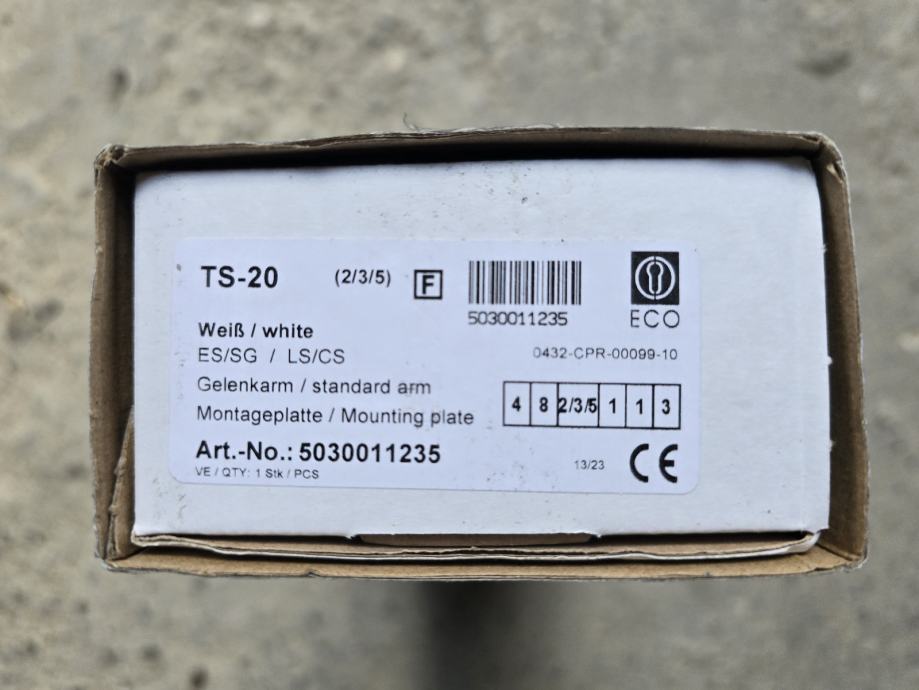 TS-20 (2/3/5) F
5030011235
ECO
Weiß / white
ES/SG / LS/CS
0432-CPR-00099-10
Gelenkarm / standard arm
Montageplatte / Mounting plate
4 8 2/3/5 1 1 3
Art.-No.: 5030011235
VE / QTY: 1 Stk / PCS
13/23 CE